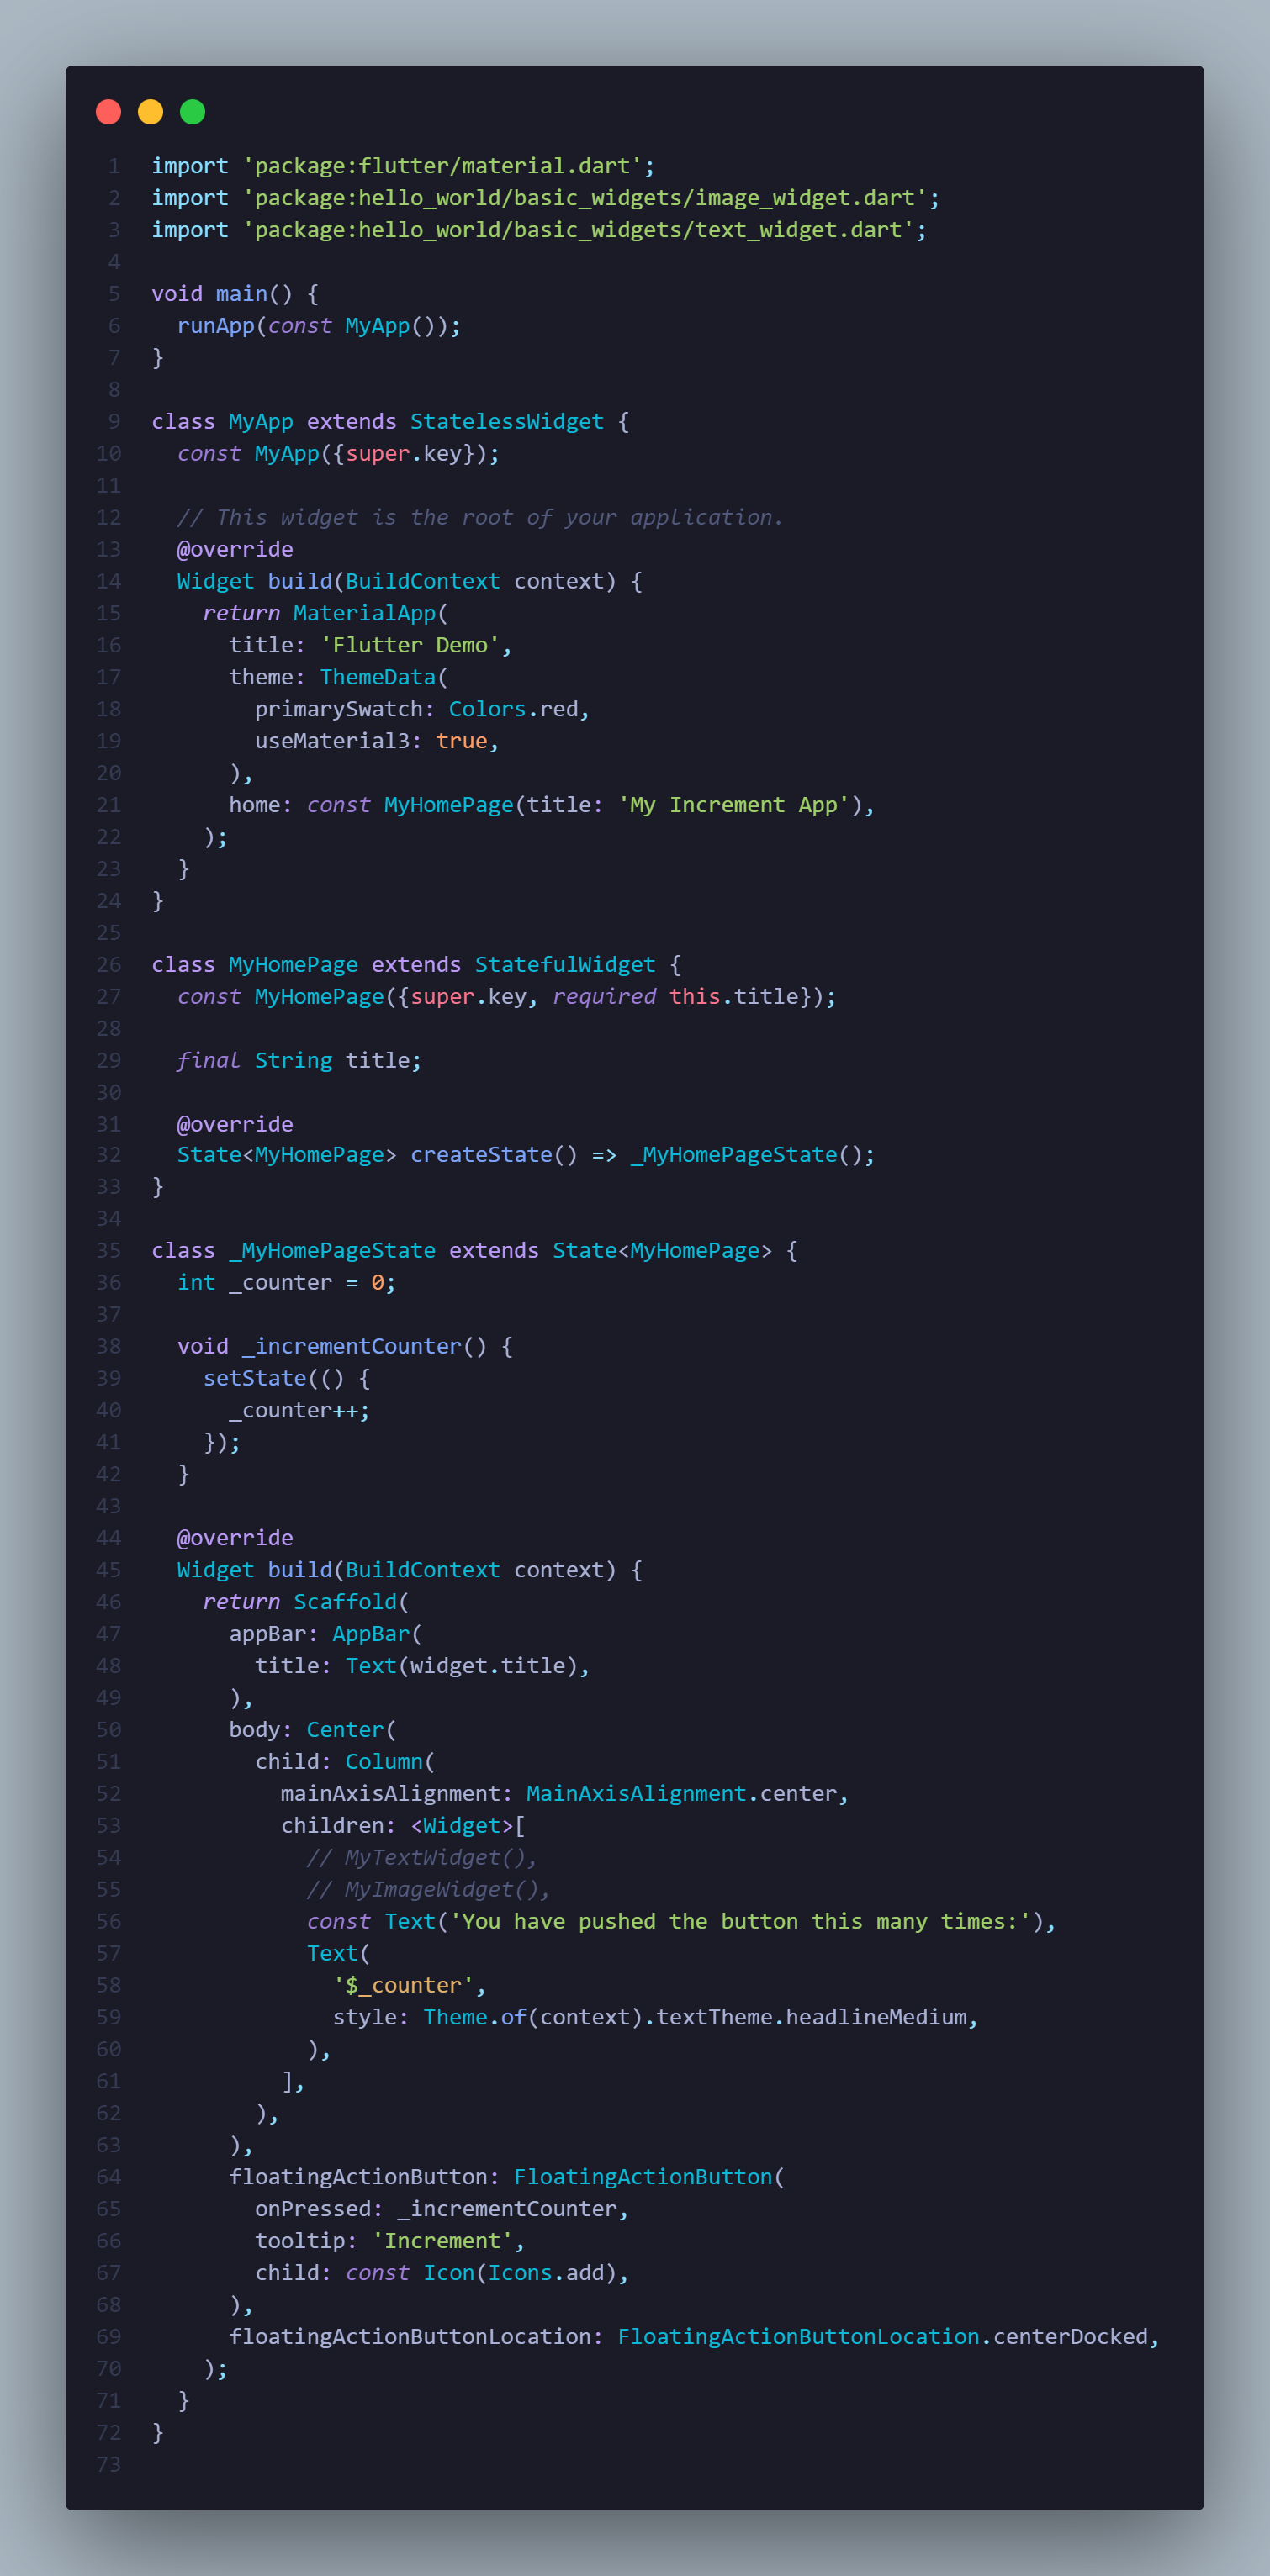 1 import 'package:flutter/material.dart';
2 import 'package:hello_world/basic_widgets/image_widget.dart';
3 import 'package:hello_world/basic_widgets/text_widget.dart';
4
5 void main() {
6   runApp(const MyApp());
7 }
8
9 class MyApp extends StatelessWidget {
10   const MyApp({super.key});
11
12   // This widget is the root of your application.
13   @override
14   Widget build(BuildContext context) {
15     return MaterialApp(
16       title: 'Flutter Demo',
17       theme: ThemeData(
18         primarySwatch: Colors.red,
19         useMaterial3: true,
20       ),
21       home: const MyHomePage(title: 'My Increment App'),
22     );
23   }
24 }
25
26 class MyHomePage extends StatefulWidget {
27   const MyHomePage({super.key, required this.title});
28
29   final String title;
30
31   @override
32   State<MyHomePage> createState() => _MyHomePageState();
33 }
34
35 class _MyHomePageState extends State<MyHomePage> {
36   int _counter = 0;
37
38   void _incrementCounter() {
39     setState(() {
40       _counter++;
41     });
42   }
43
44   @override
45   Widget build(BuildContext context) {
46     return Scaffold(
47       appBar: AppBar(
48         title: Text(widget.title),
49       ),
50       body: Center(
51         child: Column(
52           mainAxisAlignment: MainAxisAlignment.center,
53           children: <Widget>[
54             // MyTextWidget(),
55             // MyImageWidget(),
56             const Text('You have pushed the button this many times:'),
57             Text(
58               '$_counter',
59               style: Theme.of(context).textTheme.headlineMedium,
60             ),
61           ],
62         ),
63       ),
64       floatingActionButton: FloatingActionButton(
65         onPressed: _incrementCounter,
66         tooltip: 'Increment',
67         child: const Icon(Icons.add),
68       ),
69       floatingActionButtonLocation: FloatingActionButtonLocation.centerDocked,
70     );
71   }
72 }
73